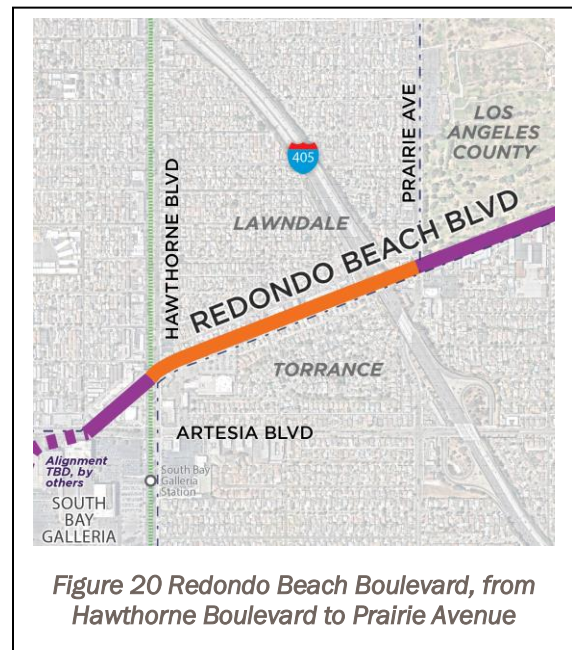 PRAIRIE AVE
LOS
ANGELES
COUNTY
405
HAWTHORNE BLVD
LAWNDALE
REDONDO BEACH BLVD
TORRANCE
ARTESIA BLVD
Alignment
TBD, by
others
South Bay
Galleria
Station
SOUTH
BAY
GALLERIA
Figure 20 Redondo Beach Boulevard, from
Hawthorne Boulevard to Prairie Avenue